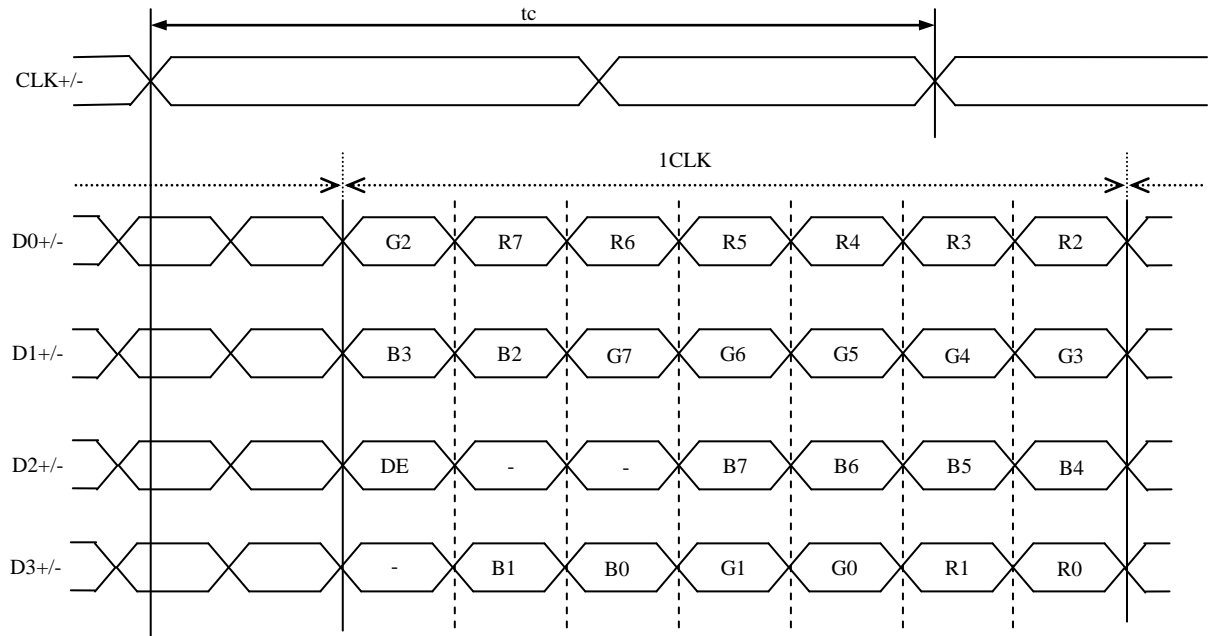 tc
CLK+/-
1CLK
D0+/- G2 R7 R6 R5 R4 R3 R2
D1+/- B3 B2 G7 G6 G5 G4 G3
D2+/- DE - - B7 B6 B5 B4
D3+/- - B1 B0 G1 G0 R1 R0